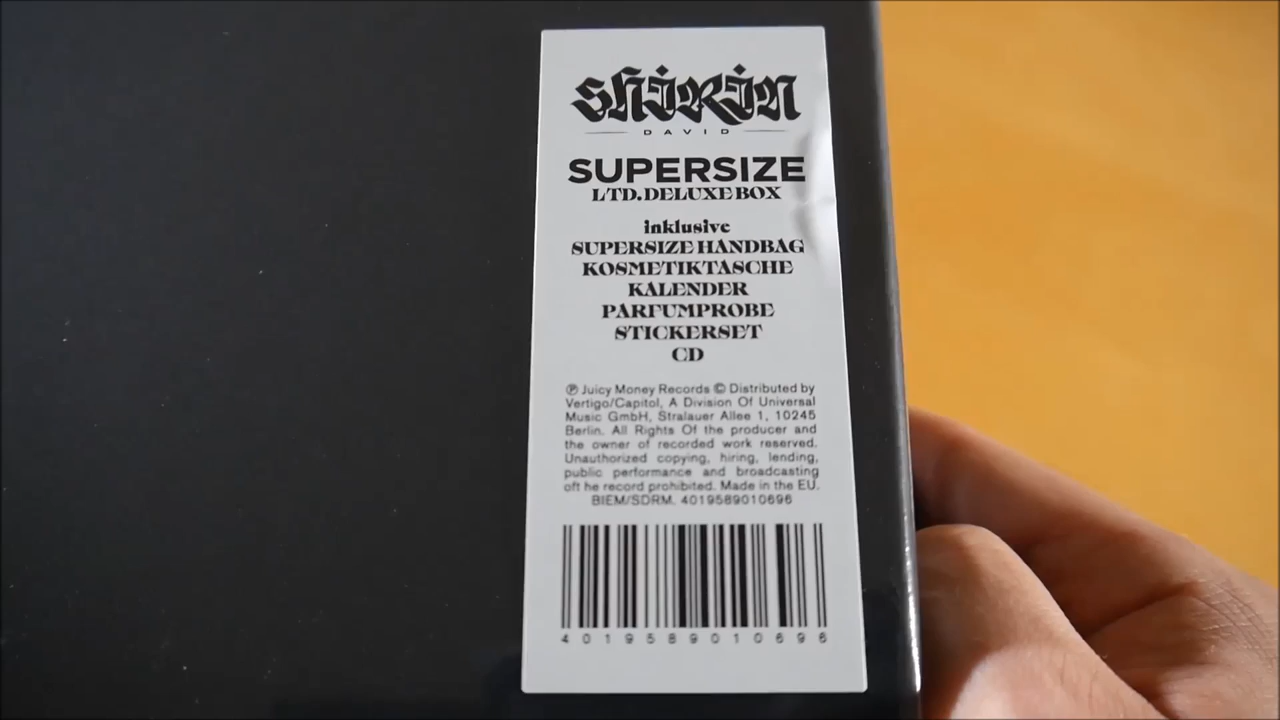 SHIRIN
DAVID
SUPERSIZE
LTD. DELUXE BOX
inklusive
SUPERSIZE HANDBAG
KOSMETIKTASCHE
KALENDER
PARFUMPROBE
STICKERSET
CD
℗ Juicy Money Records © Distributed by
Vertigo/Capitol, A Division Of Universal
Music GmbH, Stralauer Allee 1, 10245
Berlin. All Rights Of the producer and
the owner of recorded work reserved.
Unauthorized copying, hiring, lending,
public performance and broadcasting
oft he record prohibited. Made in the EU.
BIEM/SDRM. 4019589010696
4019589010696